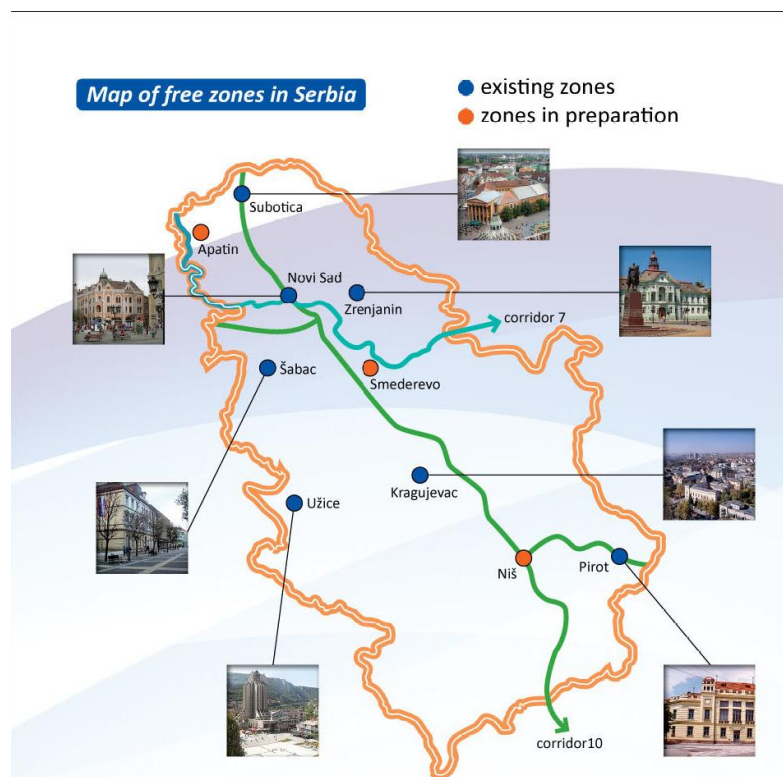 Map of free zones in Serbia
existing zones
zones in preparation
Subotica
Apatin
Novi Sad
Zrenjanin
corridor 7
Šabac
Smederevo
Kragujevac
Užice
Niš
Pirot
corridor10